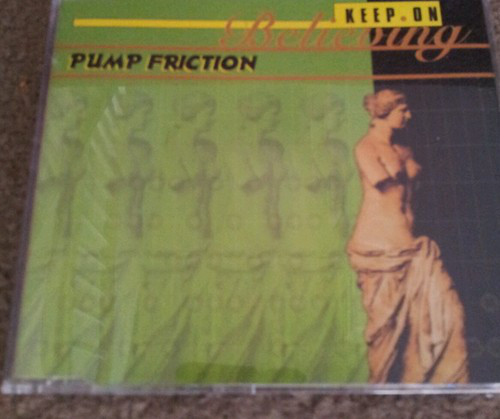 KEEP ON
Believing
PUMP FRICTION